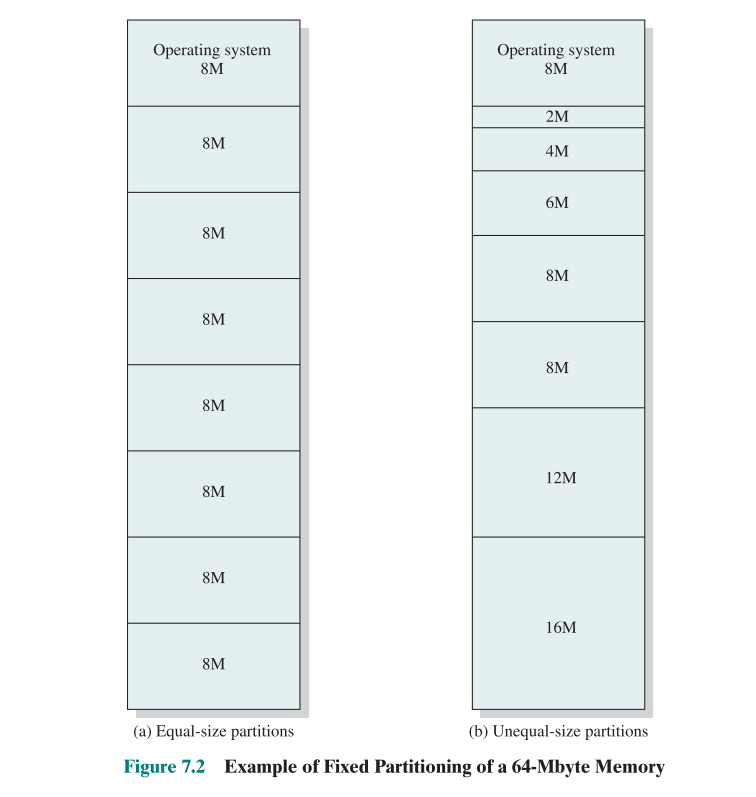 Operating system
8M
8M
8M
8M
8M
8M
8M
8M
(a) Equal-size partitions
Operating system
8M
2M
4M
6M
8M
8M
12M
16M
(b) Unequal-size partitions
Figure 7.2 Example of Fixed Partitioning of a 64-Mbyte Memory